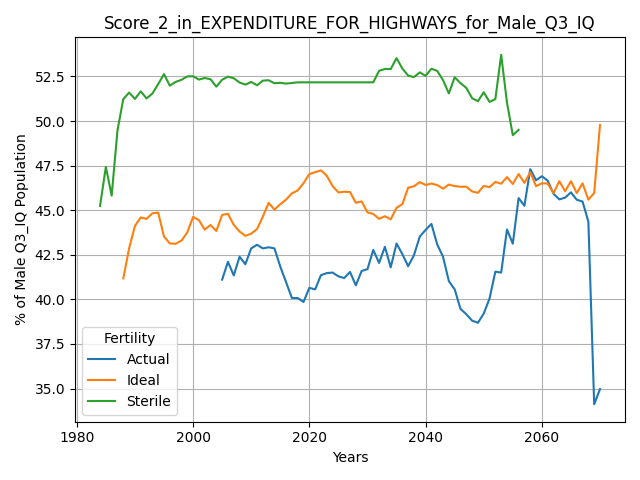 Score_2_in_EXPENDITURE_FOR_HIGHWAYS_for_Male_Q3_IQ
% of Male Q3_IQ Population
52.5
50.0
47.5
45.0
42.5
40.0
37.5
35.0
Fertility
Actual
Ideal
Sterile
1980
2000
2020
2040
2060
Years